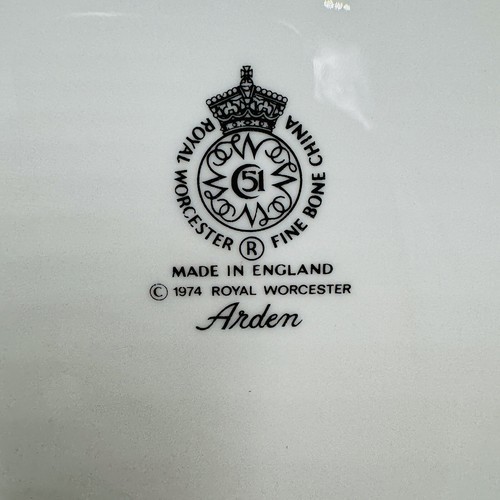 ROYAL WORCESTER ® FINE BONE CHINA
C 51
MADE IN ENGLAND
© 1974 ROYAL WORCESTER
Arden